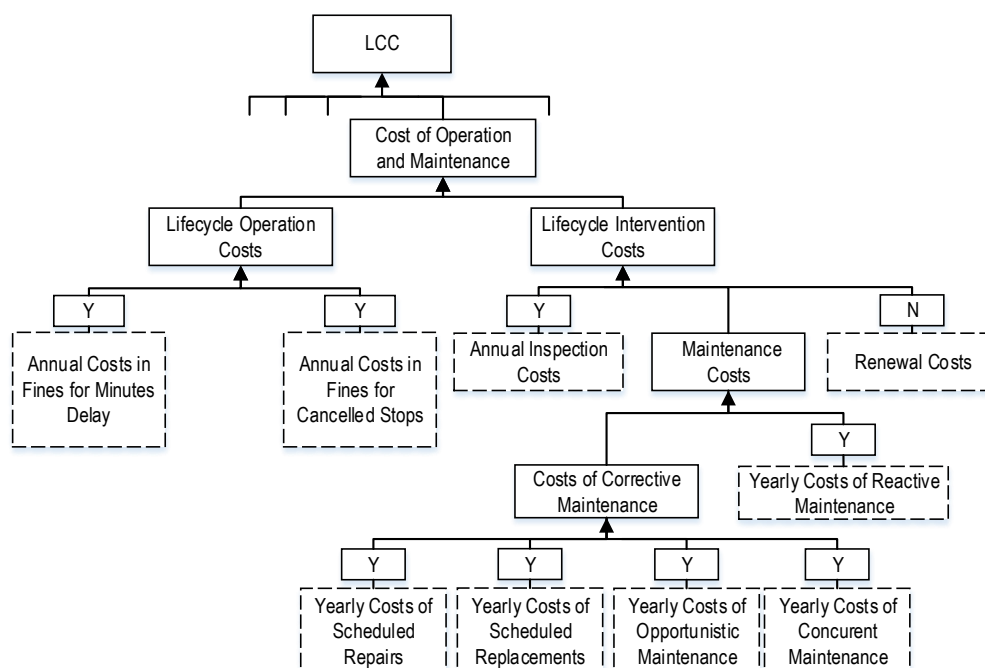 LCC
Cost of Operation
and Maintenance
Lifecycle Operation
Costs
Lifecycle Intervention
Costs
Y
Y
Y
N
Annual Costs in
Fines for Minutes
Delay
Annual Costs in
Fines for
Cancelled Stops
Annual Inspection
Costs
Maintenance
Costs
Renewal Costs
Y
Costs of Corrective
Maintenance
Yearly Costs of Reactive
Maintenance
Y
Y
Y
Y
Yearly Costs of
Scheduled
Repairs
Yearly Costs of
Scheduled
Replacements
Yearly Costs of
Opportunistic
Maintenance
Yearly Costs of
Concurent
Maintenance